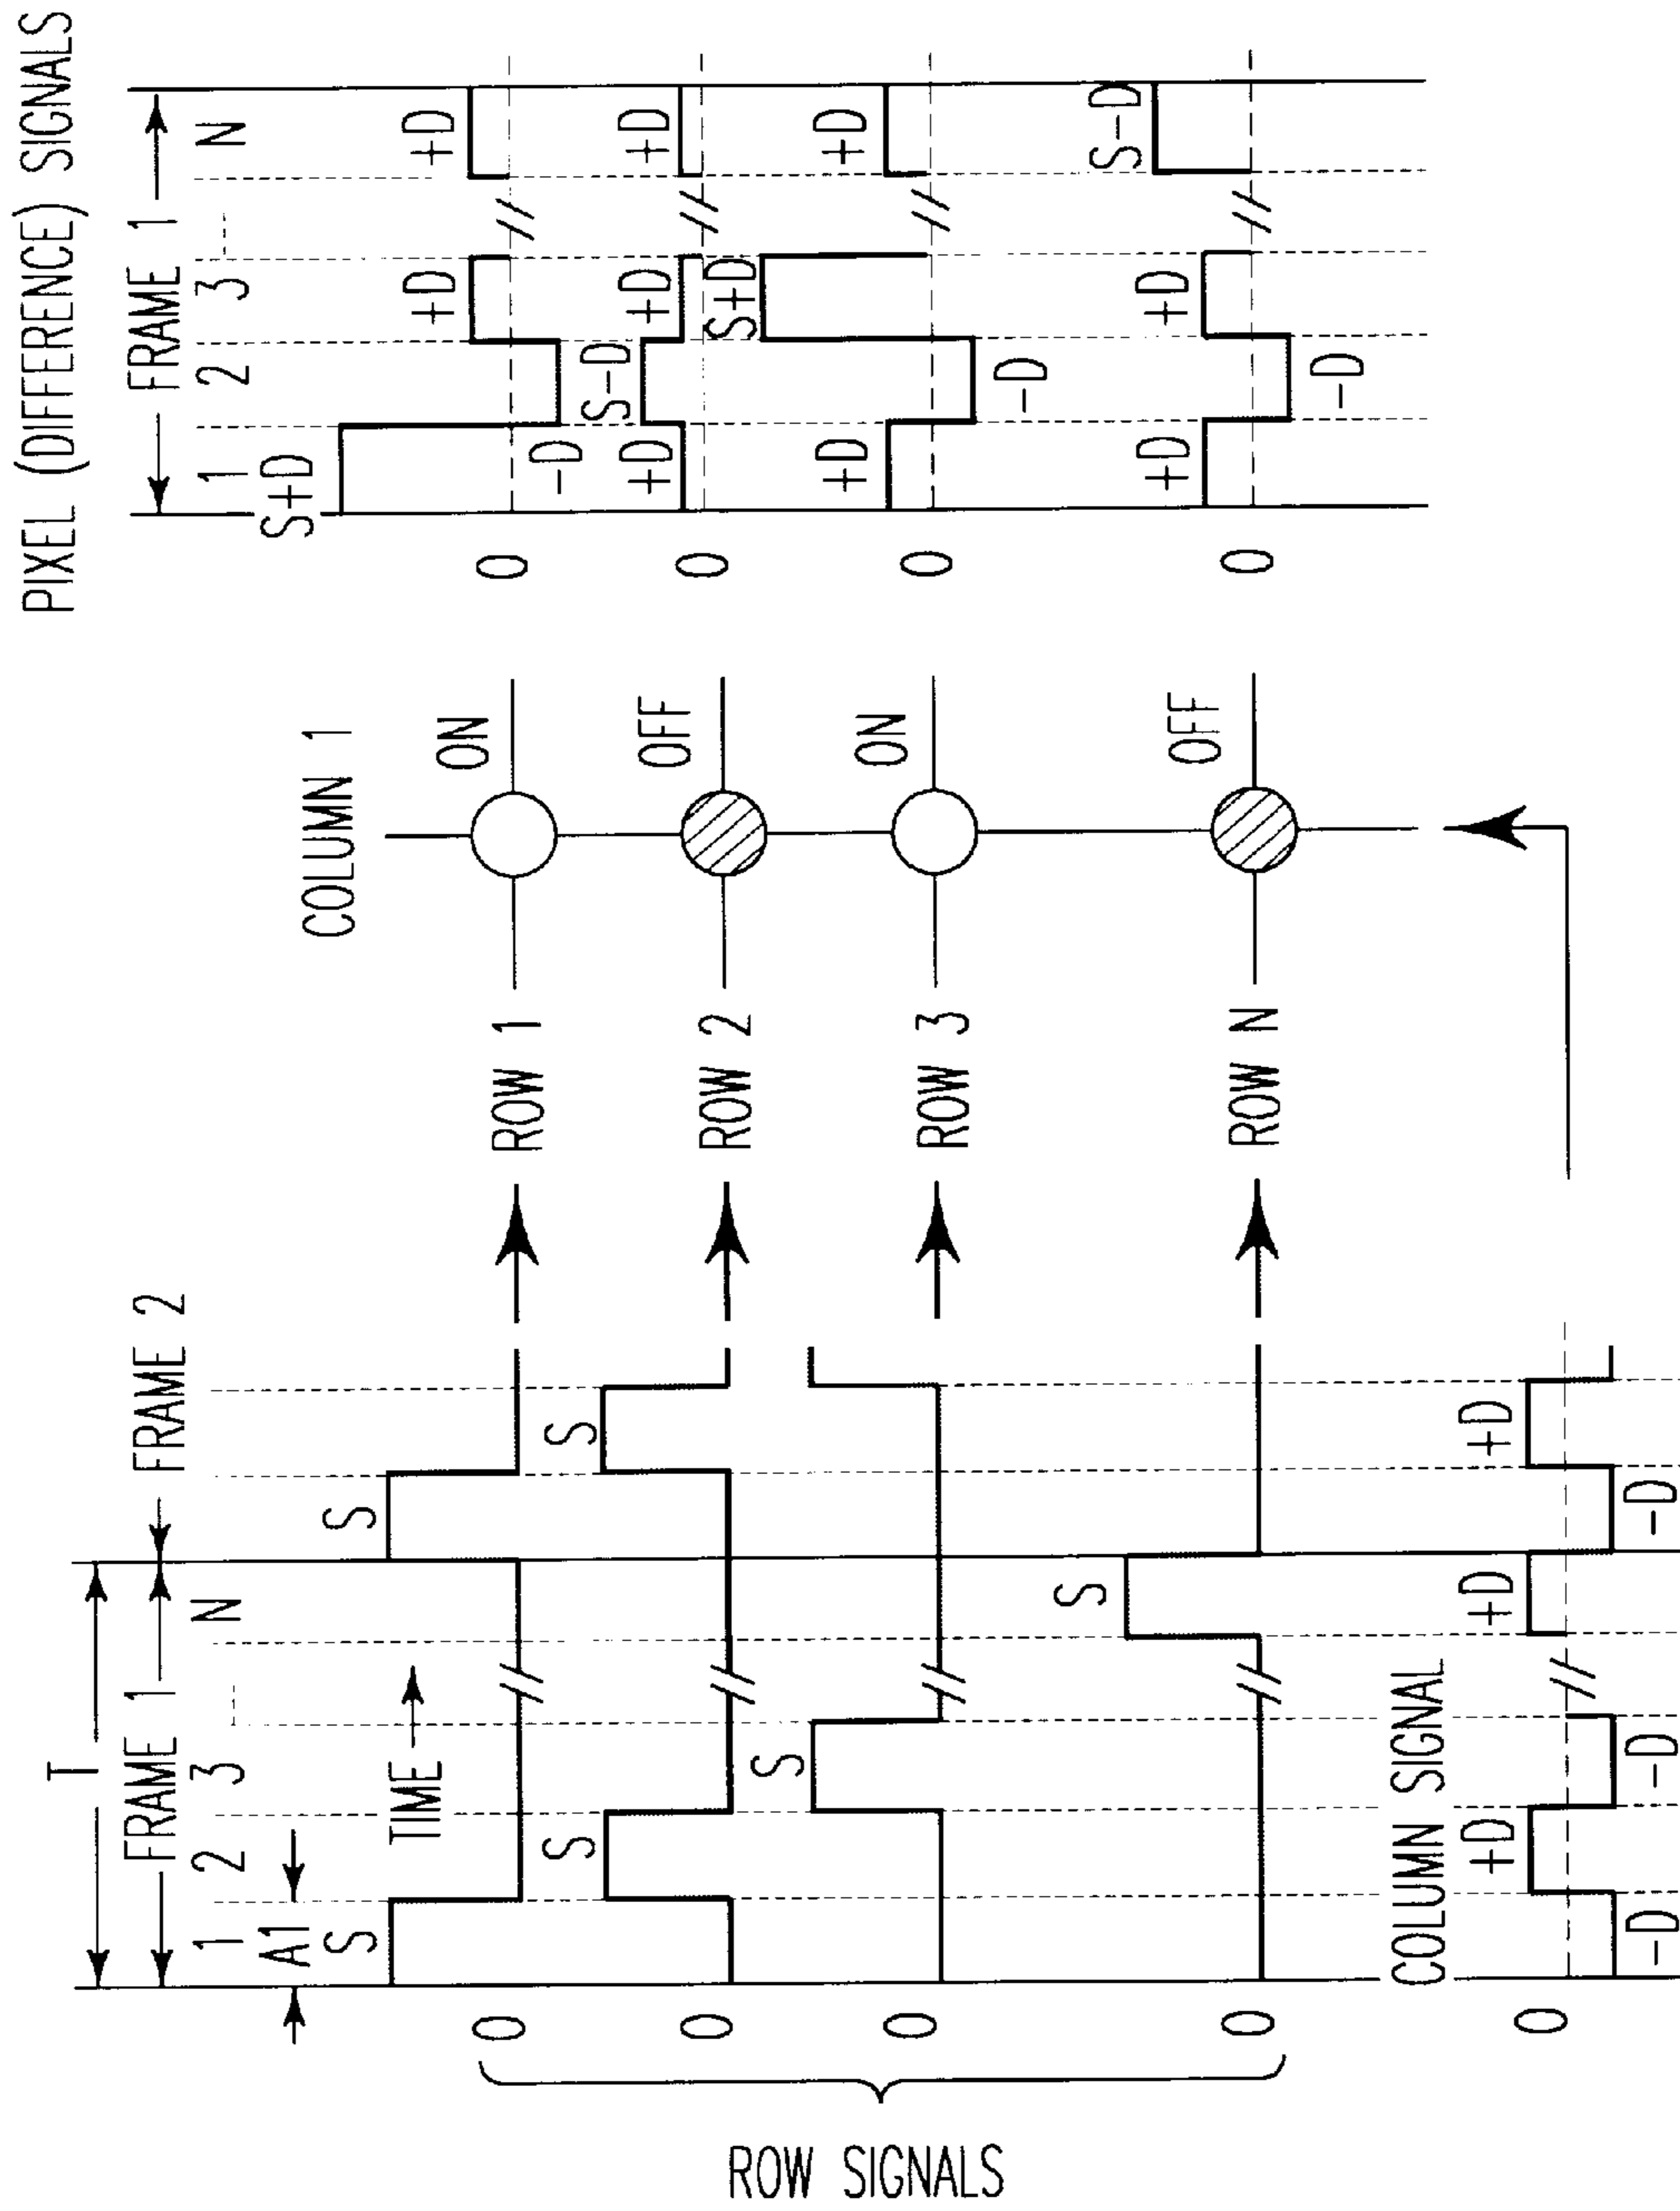 PIXEL (DIFFERENCE) SIGNALS
T
FRAME 1
FRAME 2
1 2 3 N
A1
TIME
S S
S S
S
S
0
0
0
0
ROW SIGNALS
COLUMN SIGNAL
0
-D +D -D +D -D +D
COLUMN 1
ROW 1 ON
ROW 2 OFF
ROW 3 ON
ROW N OFF
FRAME 1
1 2 3 N
0 S+D -D +D +D
0 +D S-D +D +D
0 +D -D S+D +D
0 +D -D +D S-D